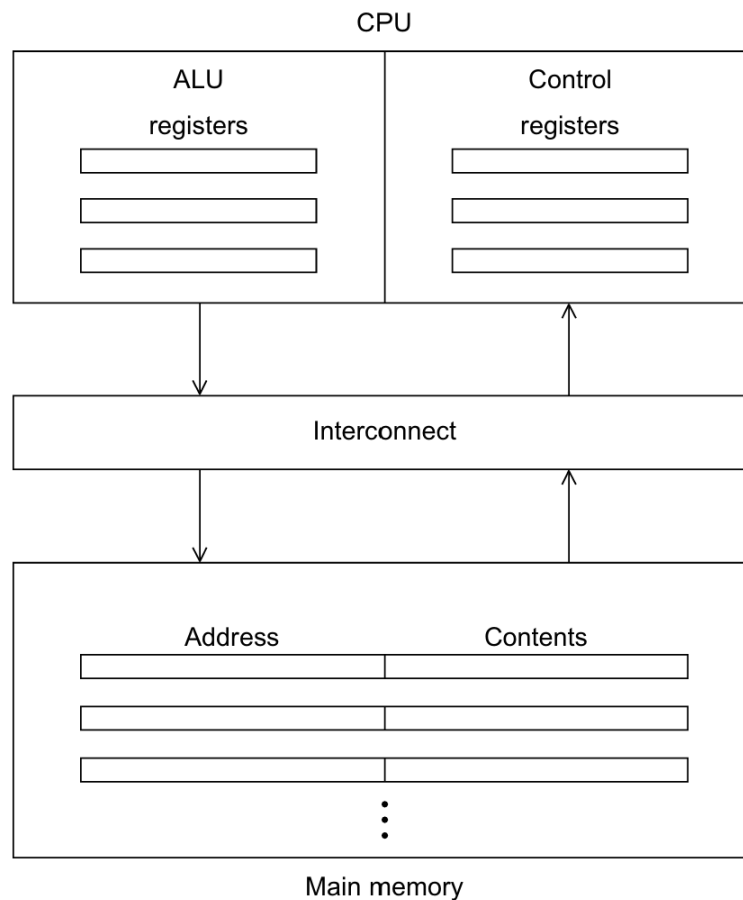 CPU
ALU
registers
Control
registers
Interconnect
Address
Contents
Main memory